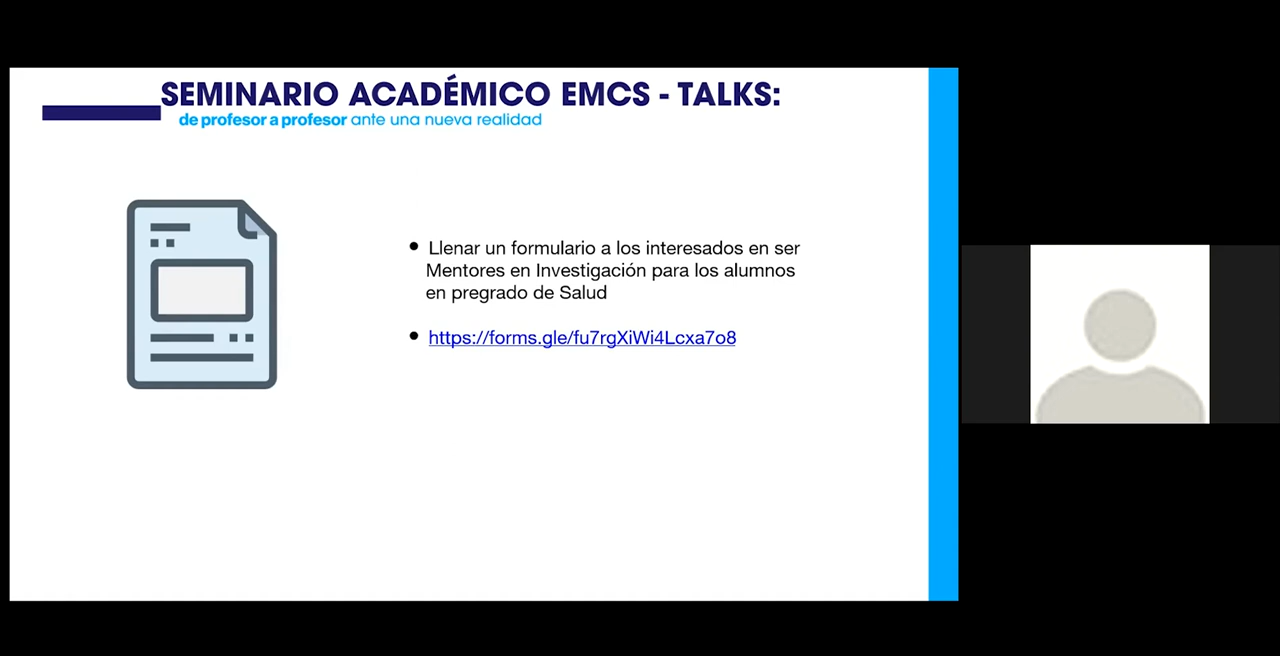 SEMINARIO ACADÉMICO EMCS - TALKS:
de profesor a profesor ante una nueva realidad
• Llenar un formulario a los interesados en ser
Mentores en Investigación para los alumnos
en pregrado de Salud
• https://forms.gle/fu7rgXiWi4Lcxa7o8